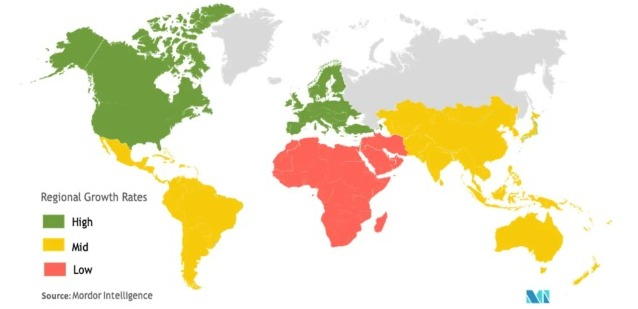 Regional Growth Rates
High
Mid
Low
Source: Mordor Intelligence